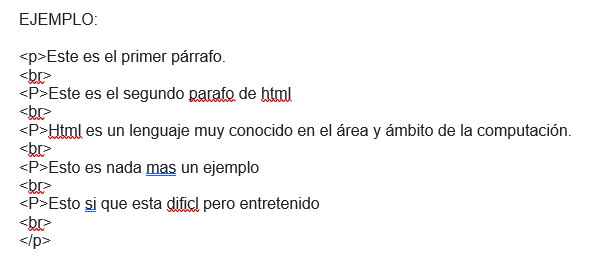 EJEMPLO:
<p>Este es el primer párrafo.
<br>
<P>Este es el segundo parafo de html
<br>
<P>Html es un lenguaje muy conocido en el área y ámbito de la computación.
<br>
<P>Esto es nada mas un ejemplo
<br>
<P>Esto si que esta dificl pero entretenido
<br>
</p>